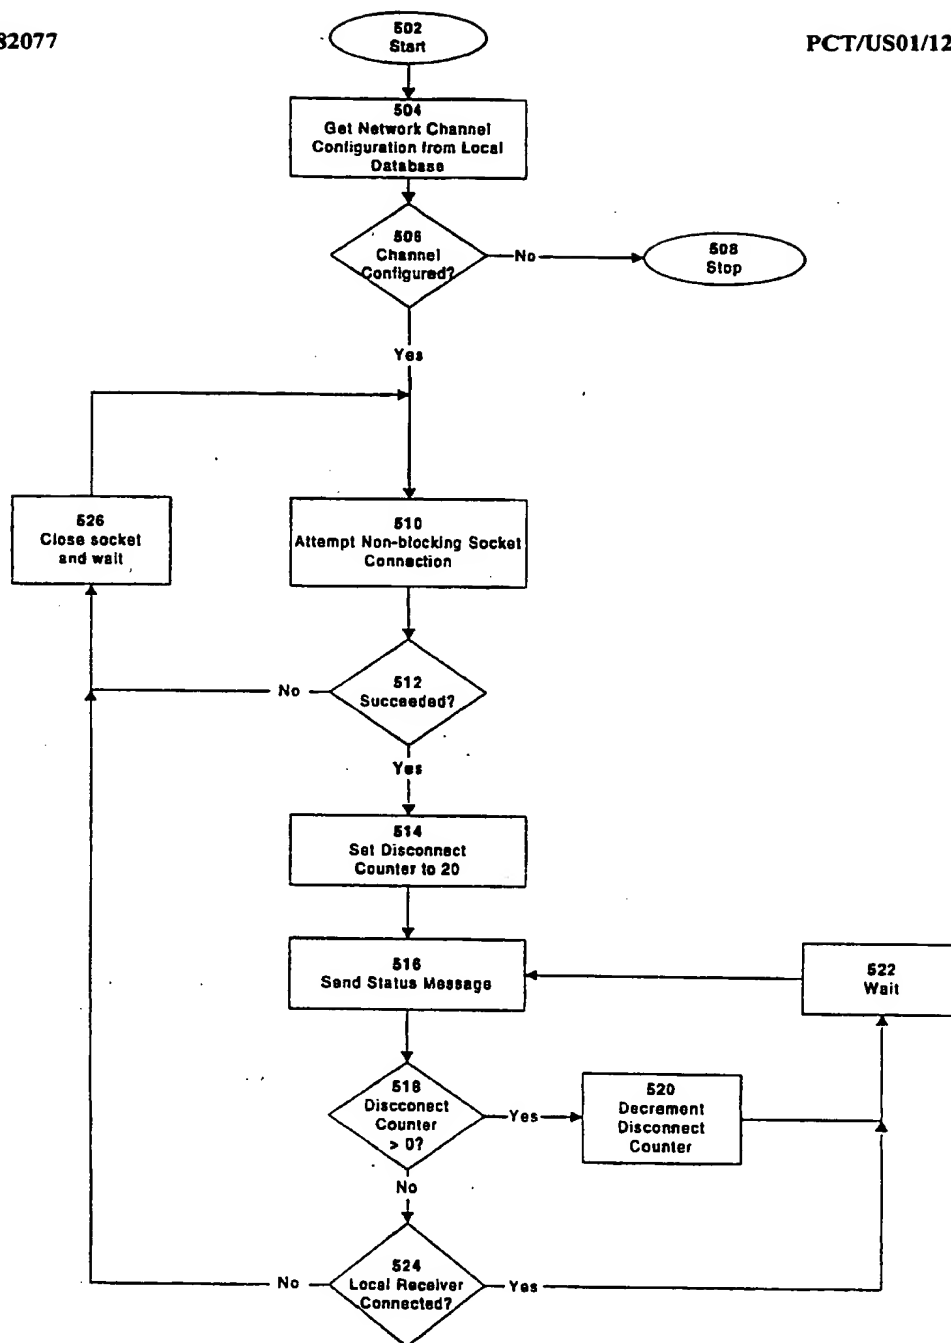 82077
PCT/US01/12
502
Start
504
Get Network Channel
Configuration from Local
Database
506
Channel
Configured?
No
508
Stop
Yes
526
Close socket
and wait
510
Attempt Non-blocking Socket
Connection
No
512
Succeeded?
Yes
514
Set Disconnect
Counter to 20
516
Send Status Message
522
Wait
518
Discconect
Counter
> 0?
Yes
520
Decrement
Disconnect
Counter
No
No
524
Local Receiver
Connected?
Yes